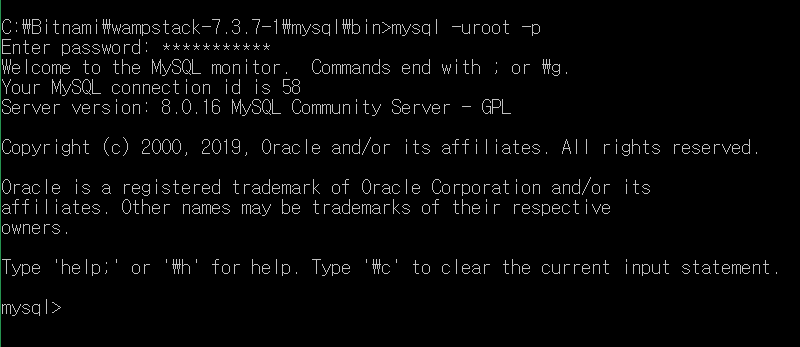 C:₩Bitnami₩wampstack-7.3.7-1₩mysql₩bin>mysql -uroot -p
Enter password: ***********
Welcome to the MySQL monitor.  Commands end with ; or ₩g.
Your MySQL connection id is 58
Server version: 8.0.16 MySQL Community Server - GPL
Copyright (c) 2000, 2019, Oracle and/or its affiliates. All rights reserved.
Oracle is a registered trademark of Oracle Corporation and/or its
affiliates. Other names may be trademarks of their respective
owners.
Type 'help;' or '₩h' for help. Type '₩c' to clear the current input statement.
mysql>